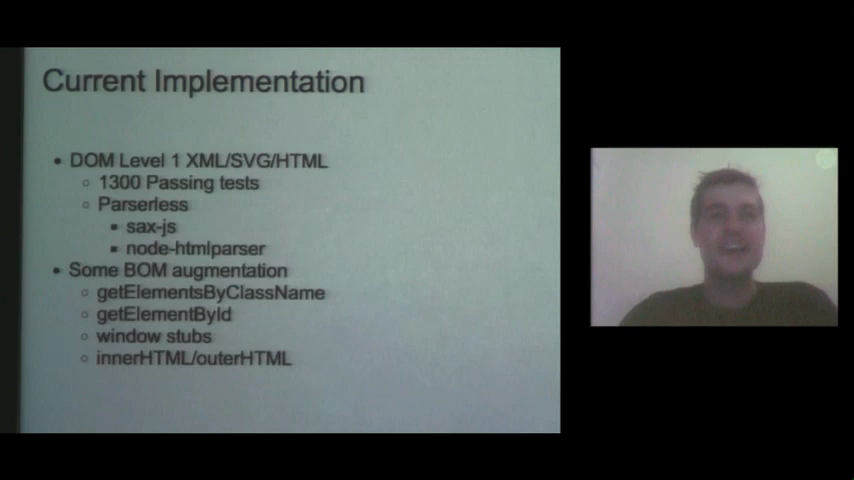 Current Implementation
• DOM Level 1 XML/SVG/HTML
○ 1300 Passing tests
○ Parserless
▪ sax-js
▪ node-htmlparser
• Some BOM augmentation
○ getElementsByClassName
○ getElementById
○ window stubs
○ innerHTML/outerHTML